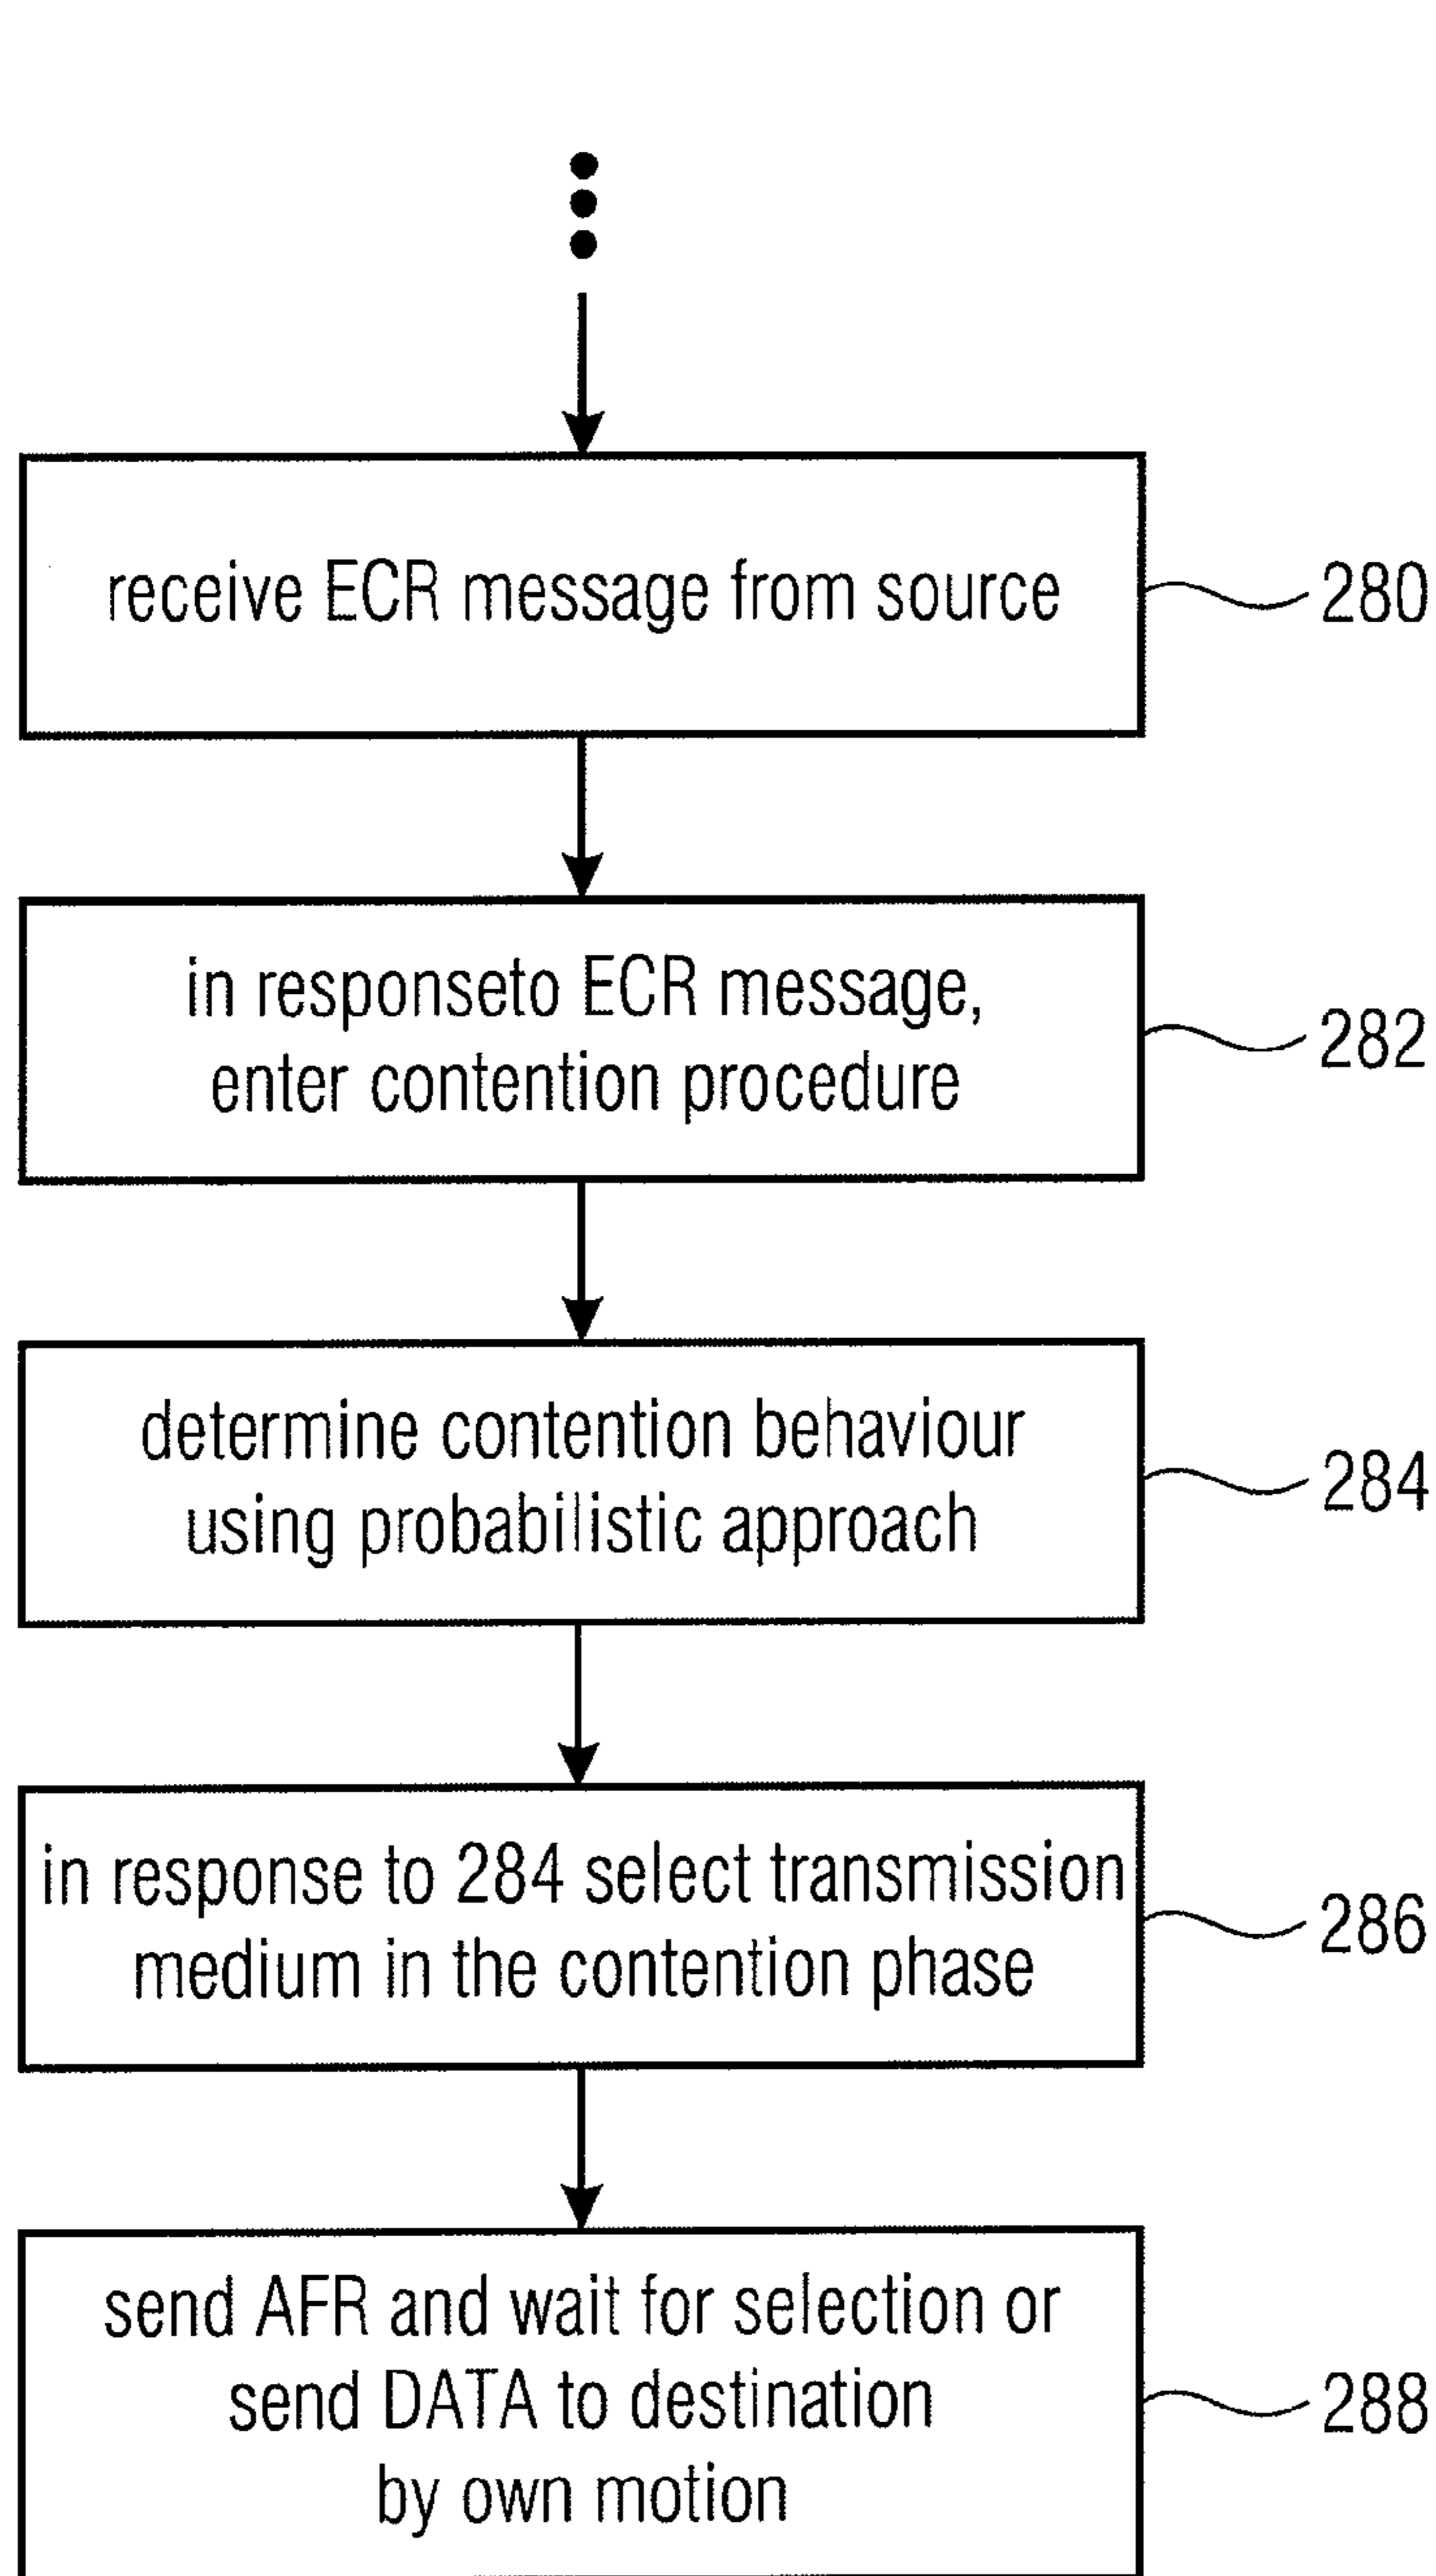 receive ECR message from source
280
in responseto ECR message,
enter contention procedure
282
determine contention behaviour
using probabilistic approach
284
in response to 284 select transmission
medium in the contention phase
286
send AFR and wait for selection or
send DATA to destination
by own motion
288